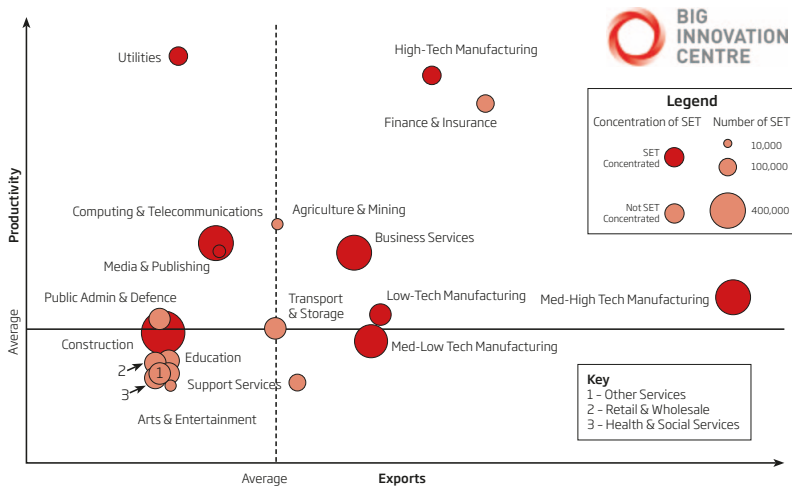 BIG
INNOVATION
CENTRE
Utilities
High-Tech Manufacturing
Finance & Insurance
Legend
Concentration of SET
Number of SET
SET
Concentrated
10,000
100,000
Not SET
Concentrated
400,000
Productivity
Computing & Telecommunications
Agriculture & Mining
Business Services
Media & Publishing
Public Admin & Defence
Transport
& Storage
Low-Tech Manufacturing
Med-High Tech Manufacturing
Average
Construction
Med-Low Tech Manufacturing
Education
2
1
Support Services
3
Arts & Entertainment
Key
1 – Other Services
2 – Retail & Wholesale
3 – Health & Social Services
Average
Exports